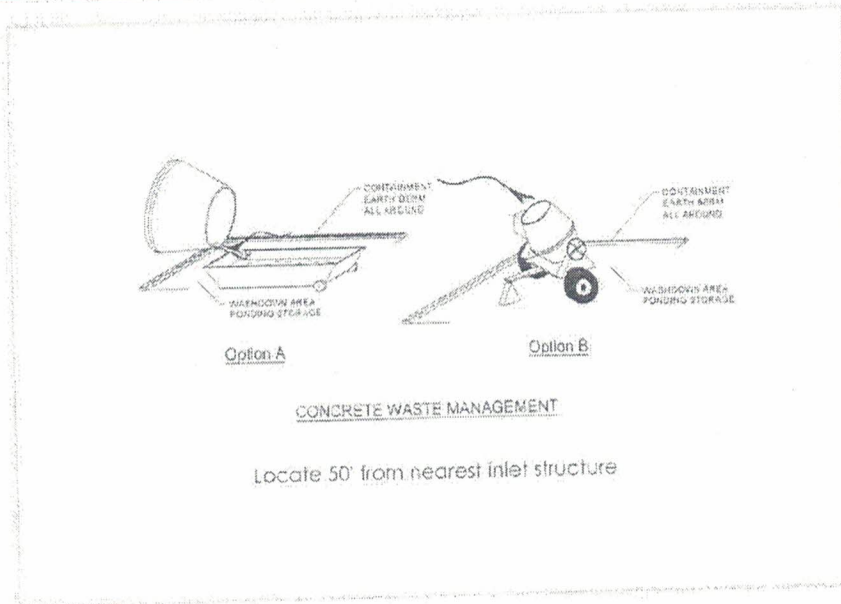 CONTAINMENT
EARTH BERM
ALL AROUND
WASHDOWN AREA
PONDING STORAGE
Option A
CONTAINMENT
EARTH BERM
ALL AROUND
WASHDOWN AREA
PONDING STORAGE
Option B
CONCRETE WASTE MANAGEMENT
Locate 50' from nearest inlet structure